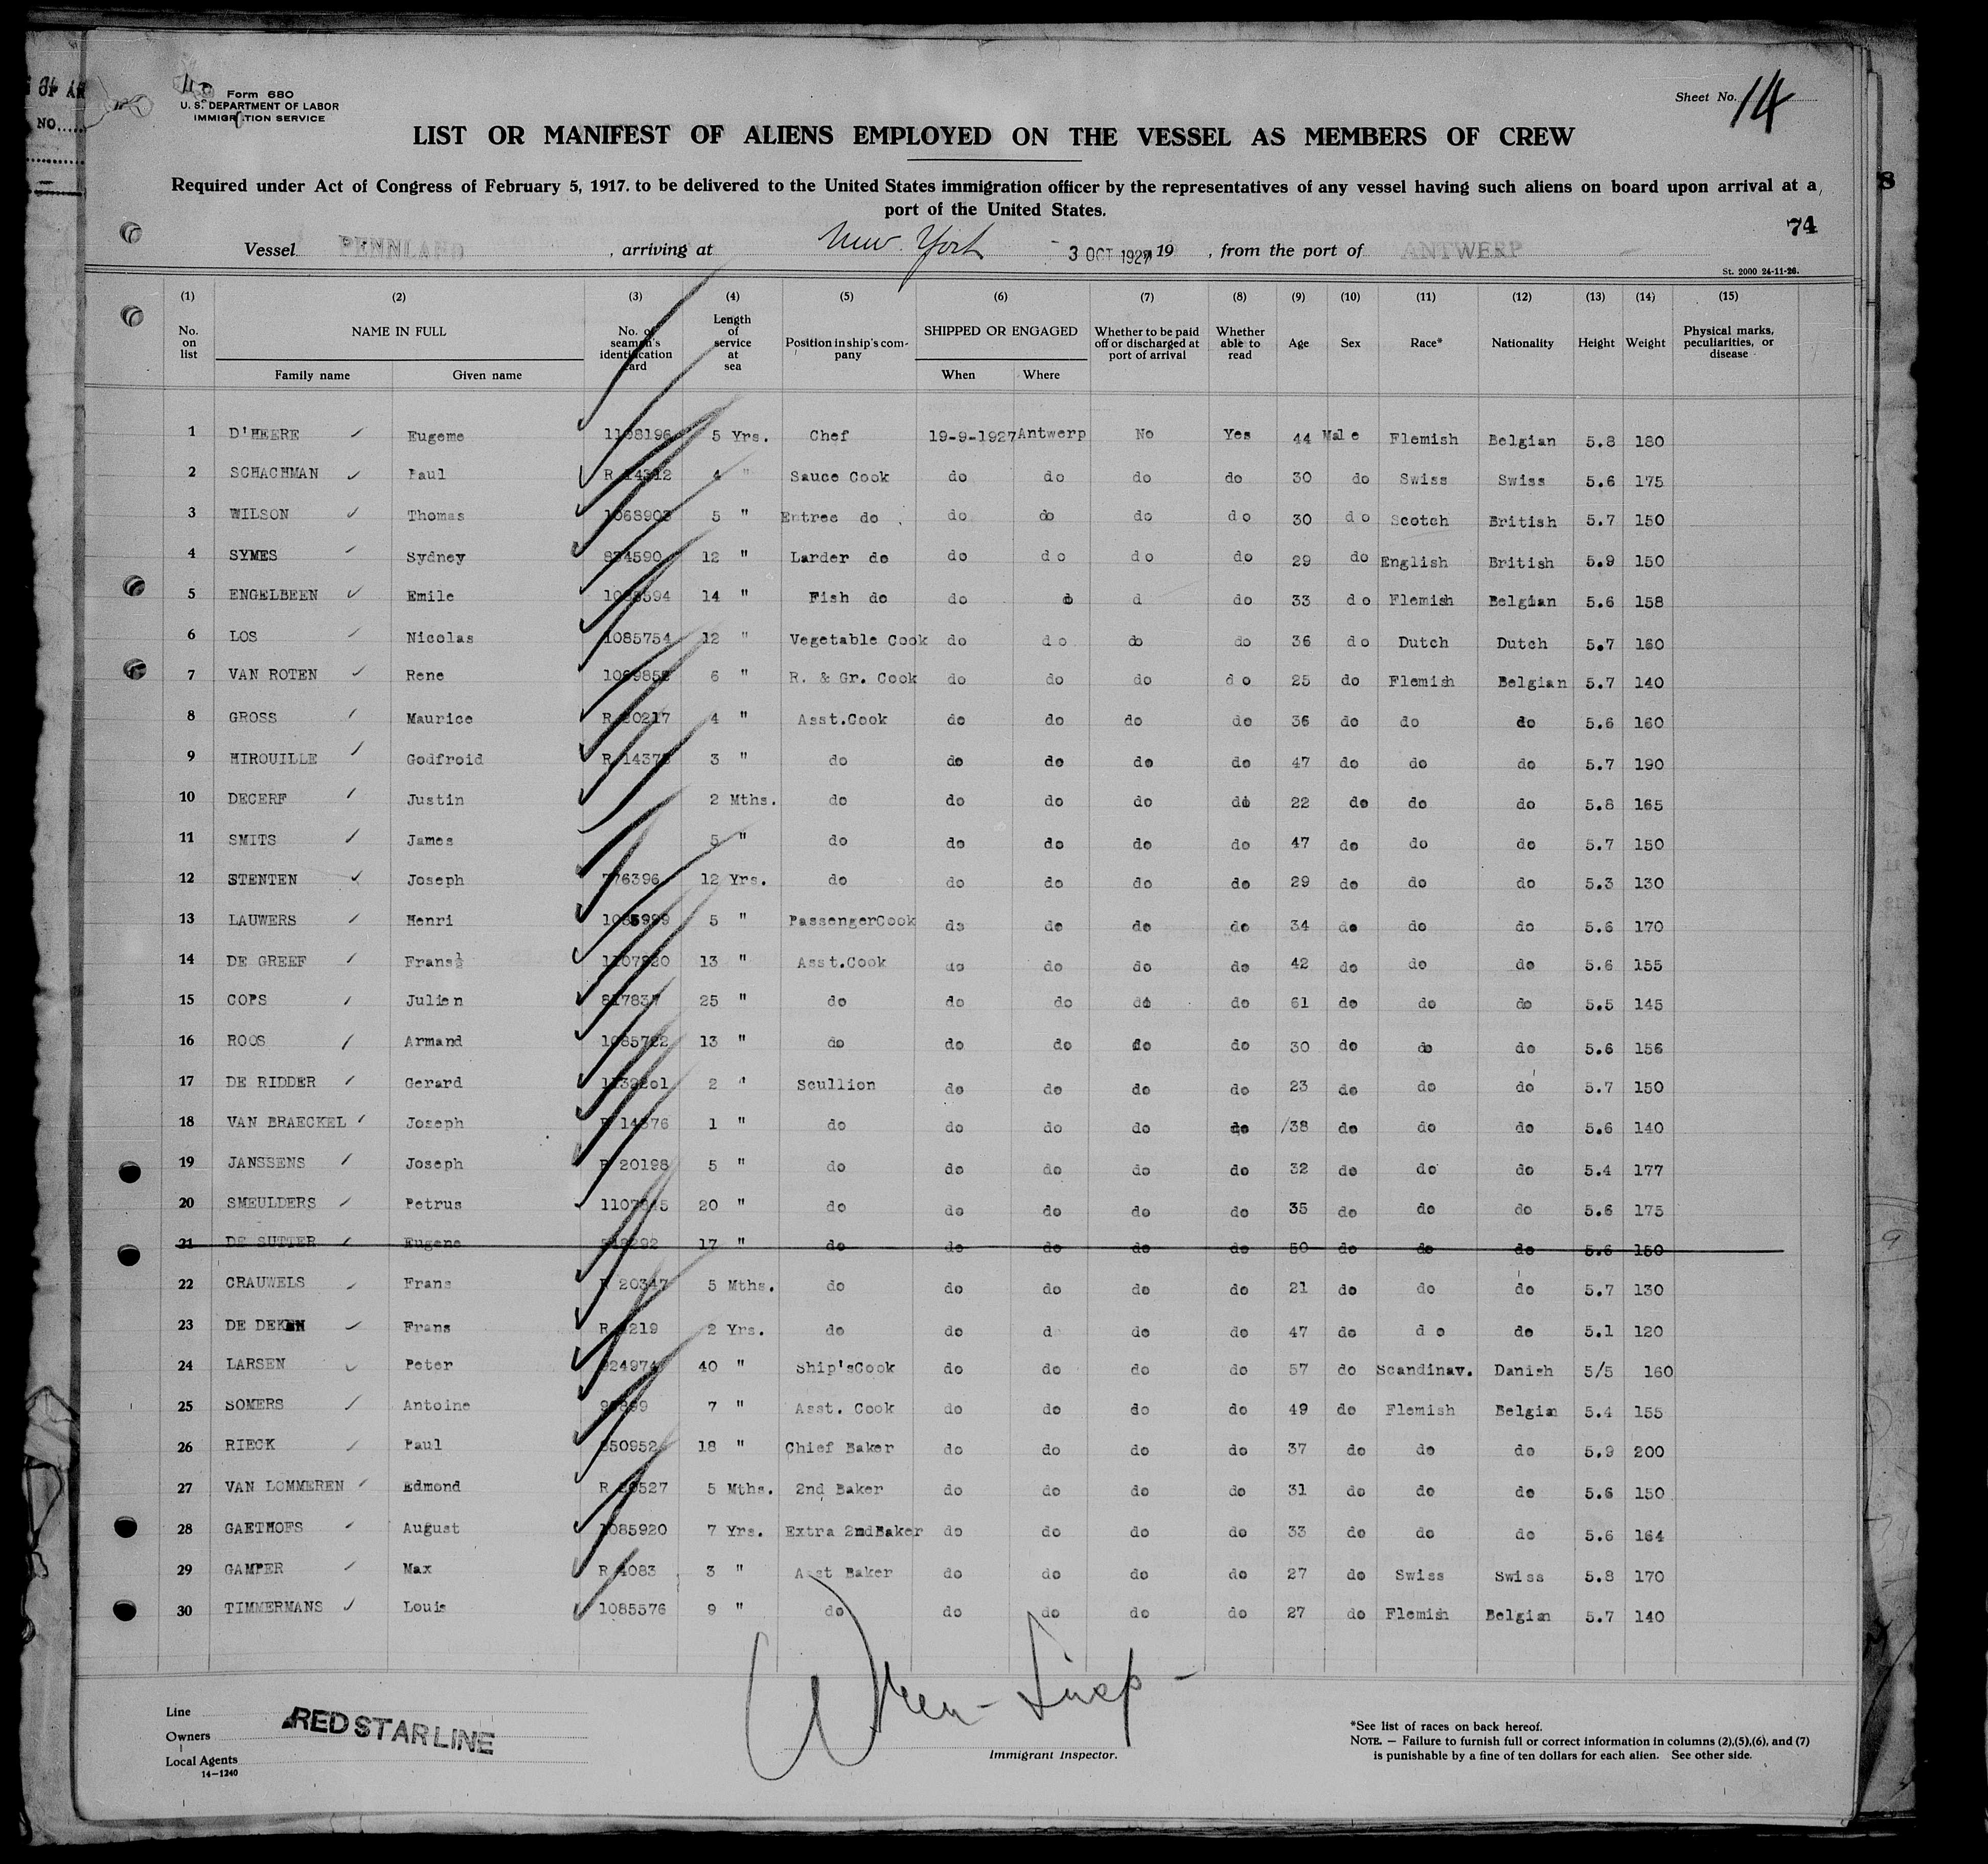 Form 680
U. S. DEPARTMENT OF LABOR
IMMIGRATION SERVICE
Sheet No. 14
LIST OR MANIFEST OF ALIENS EMPLOYED ON THE VESSEL AS MEMBERS OF CREW
Required under Act of Congress of February 5, 1917. to be delivered to the United States immigration officer by the representatives of any vessel having such aliens on board upon arrival at a
port of the United States.
74
Vessel PENNLAND , arriving at New York 3 OCT 1927 19 , from the port of ANTWERP
St. 2000 24-11-26.
(1) (2) (3) (4) (5) (6) (7) (8) (9) (10) (11) (12) (13) (14) (15)
No. on list NAME IN FULL No. of seaman's identification card Length of service at sea Position in ship's company SHIPPED OR ENGAGED Whether to be paid off or discharged at port of arrival Whether able to read Age Sex Race* Nationality Height Weight Physical marks, peculiarities, or disease
Family name Given name When Where
1 D'HEERE Eugeme 1108196 5 Yrs. Chef 19-9-1927 Antwerp No Yes 44 Male Flemish Belgian 5.8 180
2 SCHACHMAN Paul R 14312 4 " Sauce Cook do do do do 30 do Swiss Swiss 5.6 175
3 WILSON Thomas 1068903 5 " Entree do do do do do 30 do Scotch British 5.7 150
4 SYMES Sydney 12 " Larder do do do do do 29 do English British 5.9 150
5 ENGELBEEN Emile 14 " Fish do do d do 33 do Flemish Belgian 5.6 158
6 LOS Nicolas 1085754 12 " Vegetable Cook do do do do 36 do Dutch Dutch 5.7 160
7 VAN ROTEN Rene 6 " R. & Gr. Cook do do do do 25 do Flemish Belgian 5.7 140
8 GROSS Maurice R 20217 4 " Asst.Cook do do do do 36 do do do 5.6 160
9 HIROUILLE Godfroid 3 " do do do do do 47 do do do 5.7 190
10 DECERF Justin 2 Mths. do do do do do 22 do do do 5.8 165
11 SMITS James 5 " do do do do do 47 do do do 5.7 150
12 STENTEN Joseph 776396 12 Yrs. do do do do do 29 do do do 5.3 130
13 LAUWERS Henri 5 " PassengerCook do do do do 34 do do do 5.6 170
14 DE GREEF Frans 13 " Asst.Cook do do do do 42 do do do 5.6 155
15 COPS Julien 817837 25 " do do do do do 61 do do do 5.5 145
16 ROOS Armand 13 " do do do do do 30 do do do 5.6 156
17 DE RIDDER Gerard 2 " Scullion do do do do 23 do do do 5.7 150
18 VAN BRAECKEL Joseph 1 " do do do do do /38 do do do 5.6 140
19 JANSSENS Joseph R 20198 5 " do do do do do 32 do do do 5.4 177
20 SMEULDERS Petrus 20 " do do do do do 35 do do do 5.6 175
21 DE SUTTER Eugene 17 " do do do do do 50 do do do 5.6 150
22 CRAUWELS Frans R 20347 5 Mths. do do do do do 21 do do do 5.7 130
23 DE DEKEN Frans 2 Yrs. do do d do do 47 do do do 5.1 120
24 LARSEN Peter 40 " Ship'sCook do do do do 57 do Scandinav. Danish 5/5 160
25 SOMERS Antoine 7 " Asst. Cook do do do do 49 do Flemish Belgian 5.4 155
26 RIECK Paul 18 " Chief Baker do do do do 37 do do do 5.9 200
27 VAN LOMMEREN Edmond 5 Mths. 2nd Baker do do do do 31 do do do 5.6 150
28 GAETHOFS August 1085920 7 Yrs. Extra 2ndBaker do do do do 33 do do do 5.6 164
29 GAMPER Max R 4083 3 " Asst Baker do do do do 27 do Swiss Swiss 5.8 170
30 TIMMERMANS Louis 1085576 9 " do do do do do 27 do Flemish Belgian 5.7 140
Line
Owners RED STAR LINE
Local Agents
14—1240
Immigrant Inspector.
*See list of races on back hereof.
NOTE. — Failure to furnish full or correct information in columns (2),(5),(6), and (7)
is punishable by a fine of ten dollars for each alien. See other side.